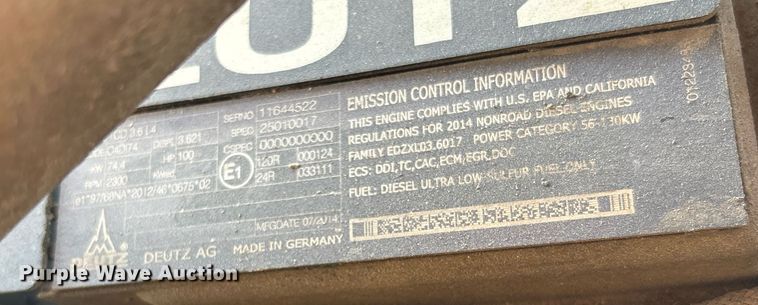 EUTZ
TCD 3.6 L4
SERNO 11644522
DISPL 3.621
SPEC 25010017
CSPEC 0000000000
KW 74.4 HP 100
RPM 2300 KWred
E1
120R 000124
24R 033111
e1*97/68NA*2012/46*0675*02
MFGDATE 07/2014
DEUTZ
DEUTZ AG MADE IN GERMANY
EMISSION CONTROL INFORMATION
THIS ENGINE COMPLIES WITH U.S. EPA AND CALIFORNIA
REGULATIONS FOR 2014 NONROAD DIESEL ENGINES
FAMILY EDZXL03.6017 POWER CATEGORY 56-130KW
ECS: DDI,TC,CAC,ECM,EGR,DOC
FUEL: DIESEL ULTRA LOW SULFUR FUEL ONLY
Purple Wave Auction